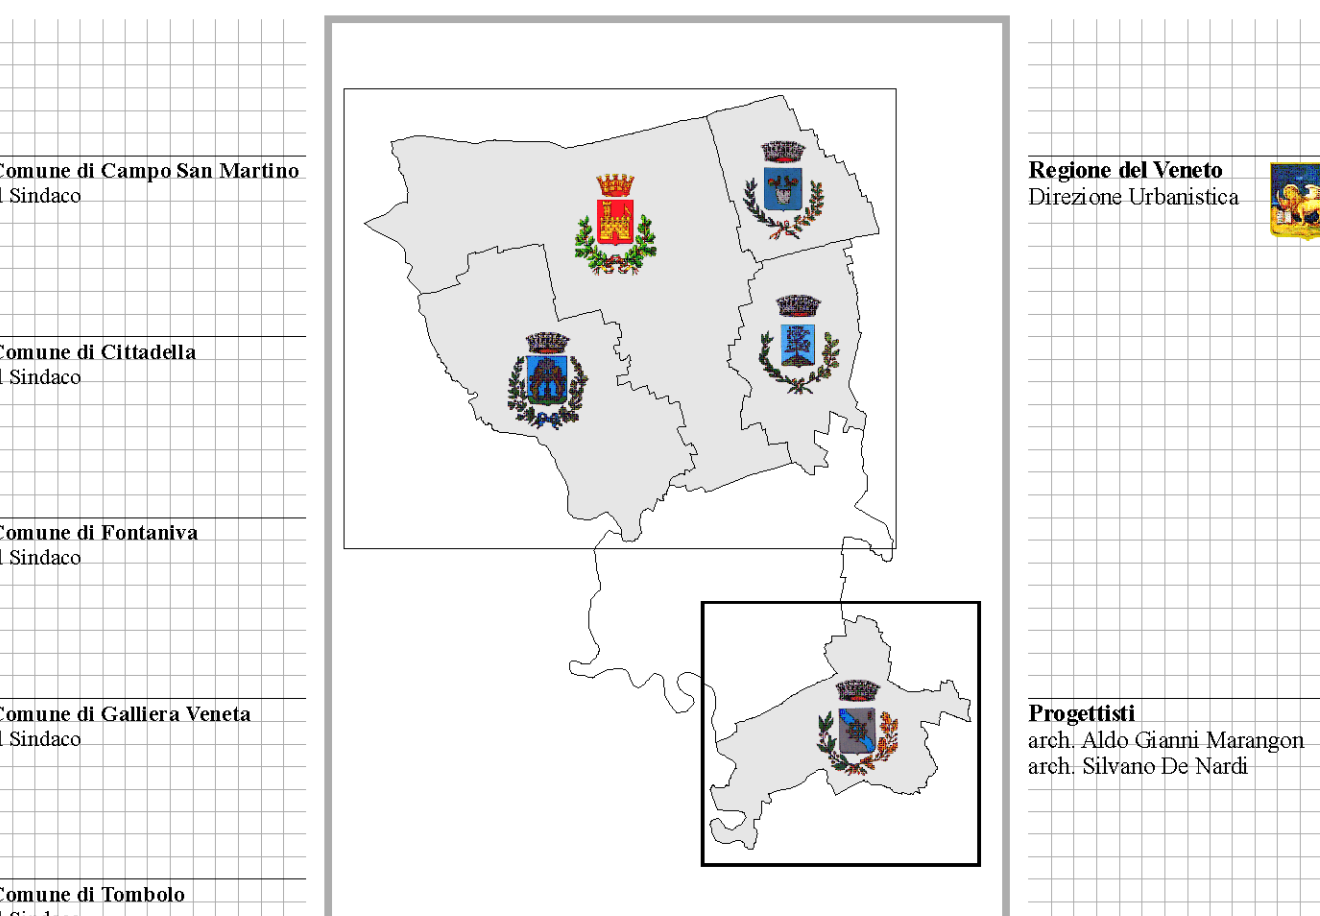 Comune di Campo San Martino
l Sindaco
Comune di Cittadella
l Sindaco
Comune di Fontaniva
l Sindaco
Comune di Galliera Veneta
l Sindaco
Comune di Tombolo
Regione del Veneto
Direzione Urbanistica
Progettisti
arch. Aldo Gianni Marangon
arch. Silvano De Nardi